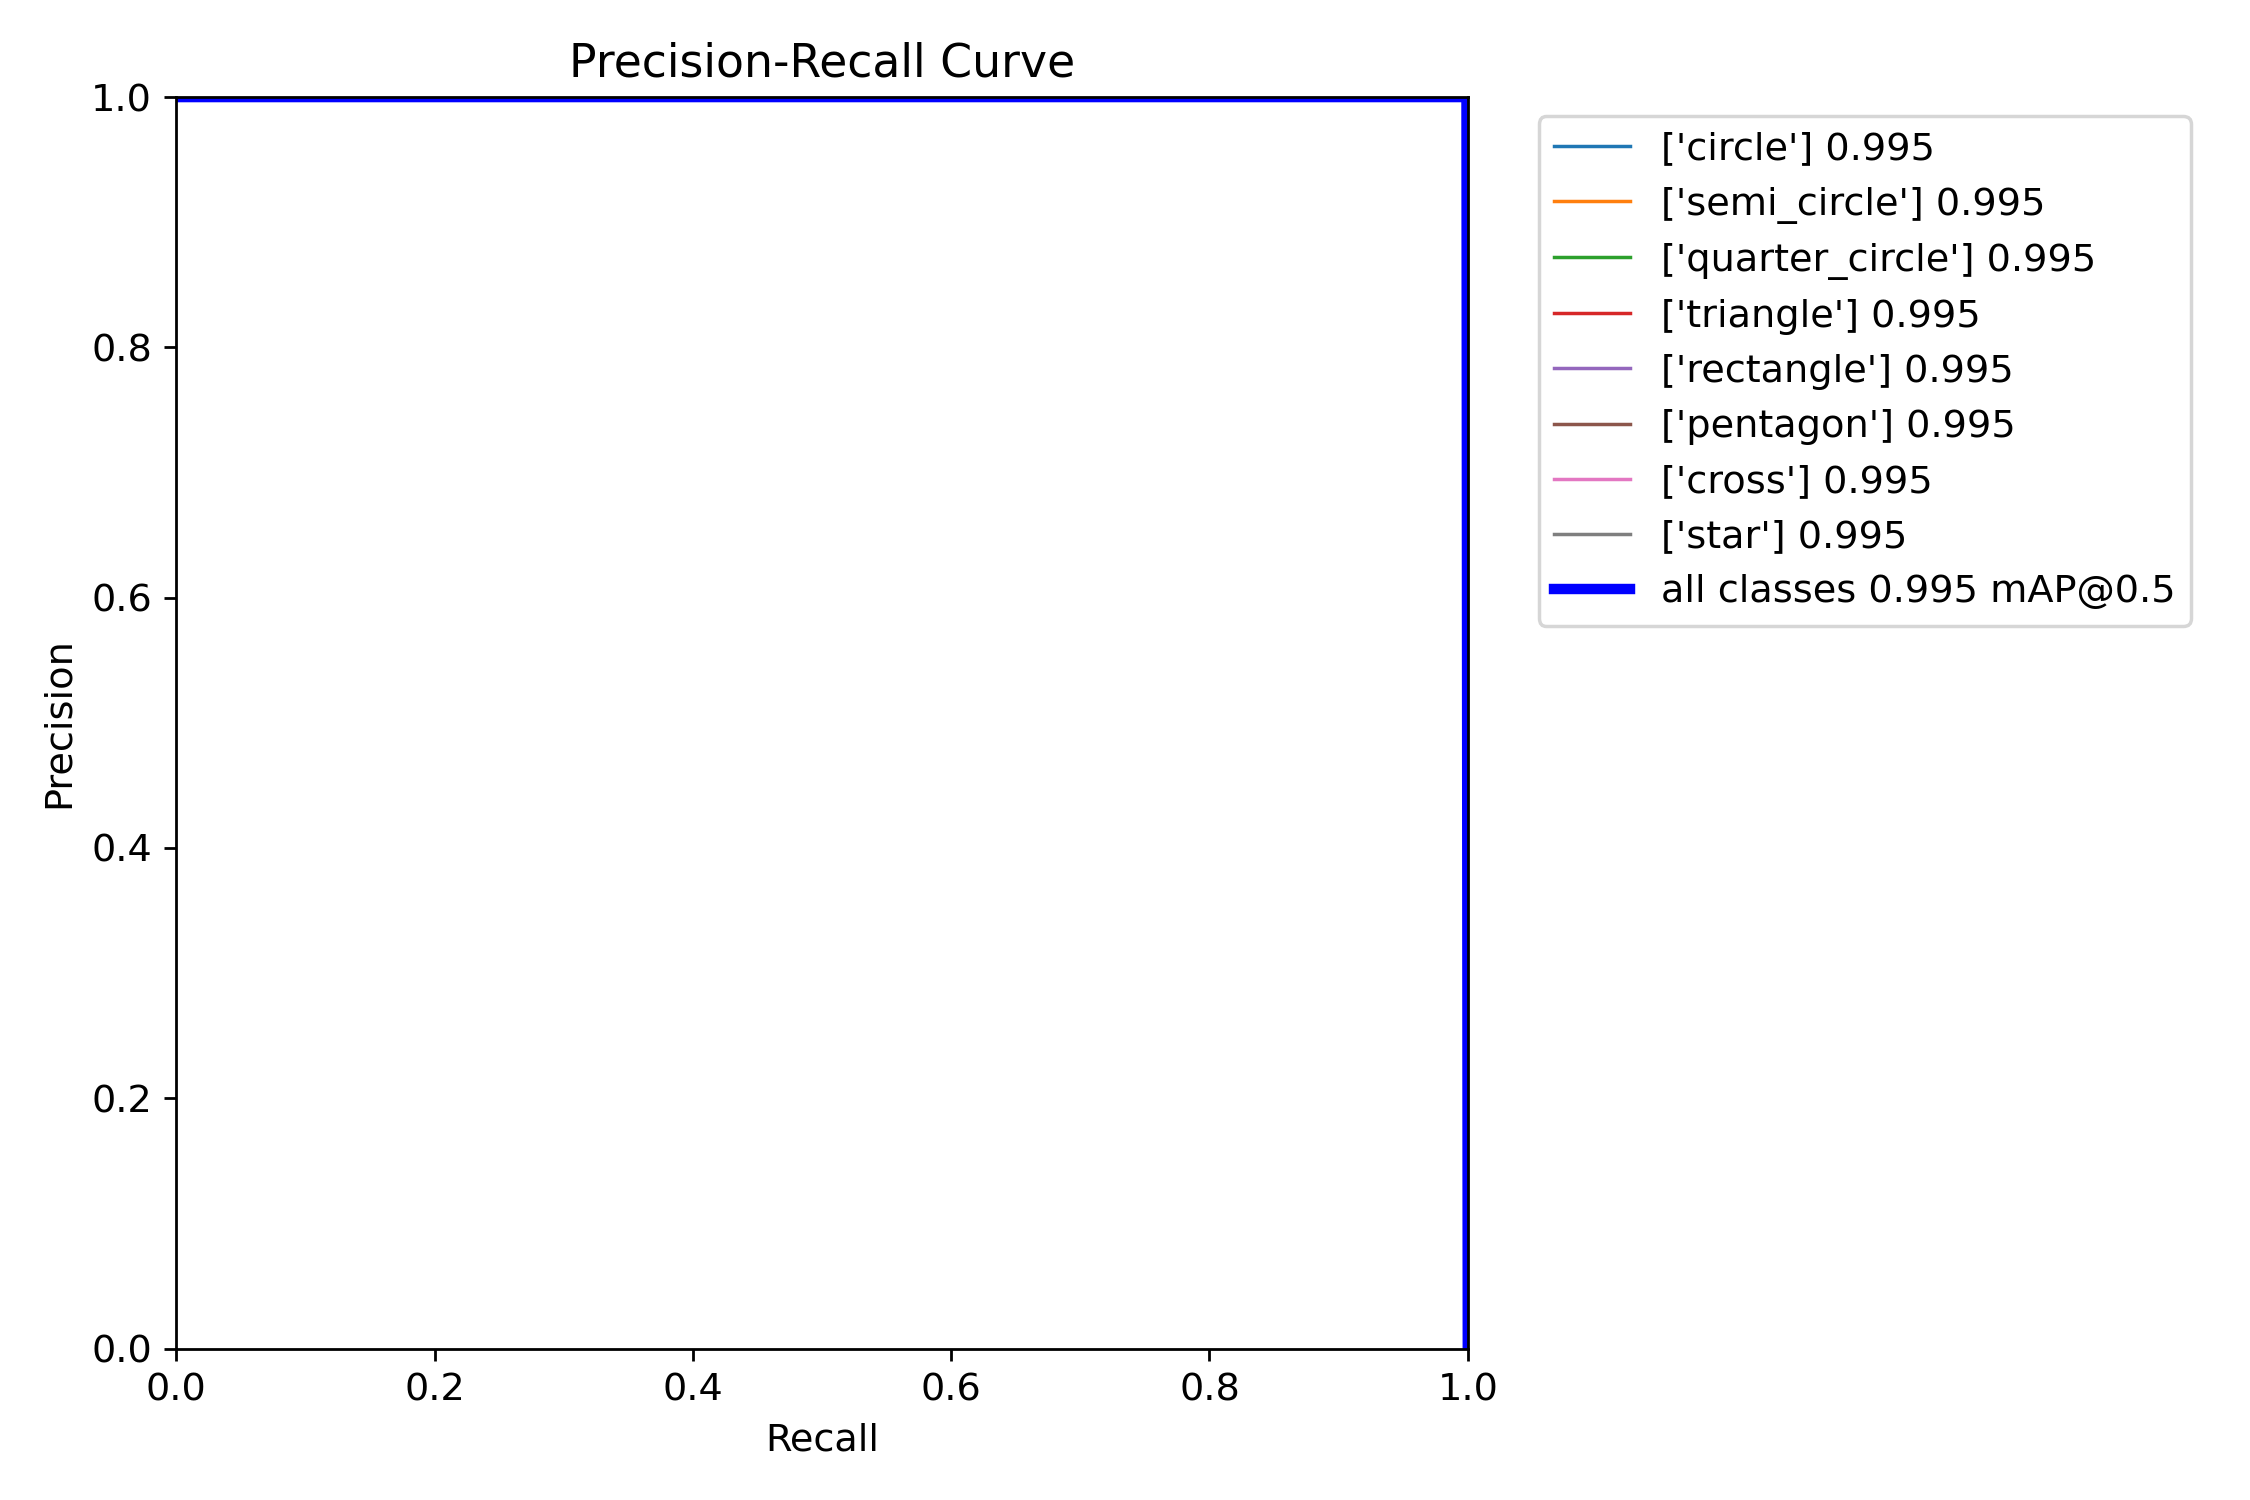 Precision-Recall Curve
1.0
0.8
0.6
0.4
0.2
0.0
Precision
0.0 0.2 0.4 0.6 0.8 1.0
Recall
['circle'] 0.995
['semi_circle'] 0.995
['quarter_circle'] 0.995
['triangle'] 0.995
['rectangle'] 0.995
['pentagon'] 0.995
['cross'] 0.995
['star'] 0.995
all classes 0.995 mAP@0.5